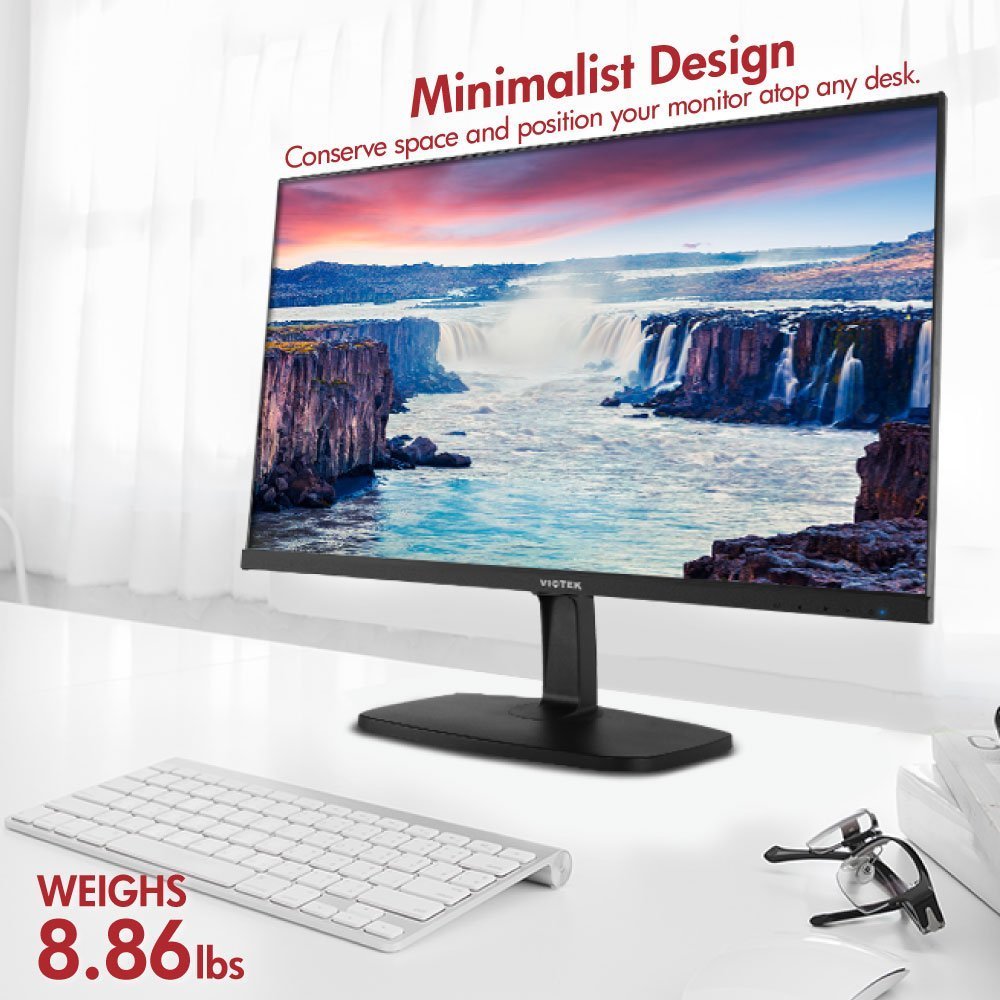 Minimalist Design
Conserve space and position your monitor atop any desk.
VIOTEK
WEIGHS
8.86lbs